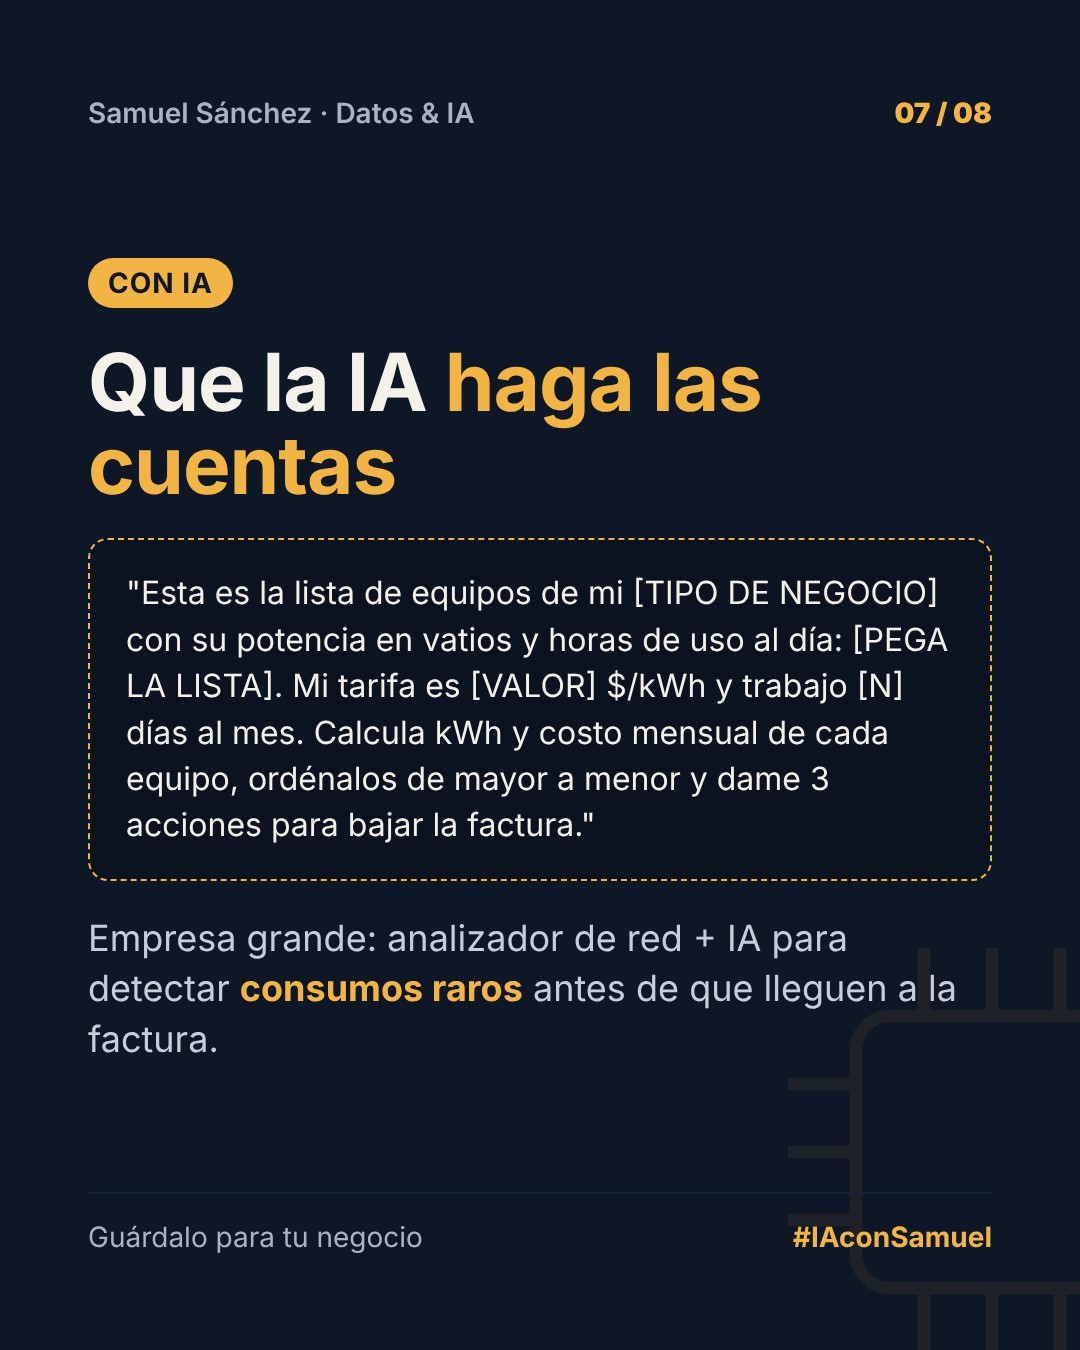 Samuel Sánchez · Datos & IA
07 / 08
CON IA
Que la IA haga las
cuentas
"Esta es la lista de equipos de mi [TIPO DE NEGOCIO]
con su potencia en vatios y horas de uso al día: [PEGA
LA LISTA]. Mi tarifa es [VALOR] $/kWh y trabajo [N]
días al mes. Calcula kWh y costo mensual de cada
equipo, ordénalos de mayor a menor y dame 3
acciones para bajar la factura."
Empresa grande: analizador de red + IA para
detectar consumos raros antes de que lleguen a la
factura.
Guárdalo para tu negocio
#IAconSamuel